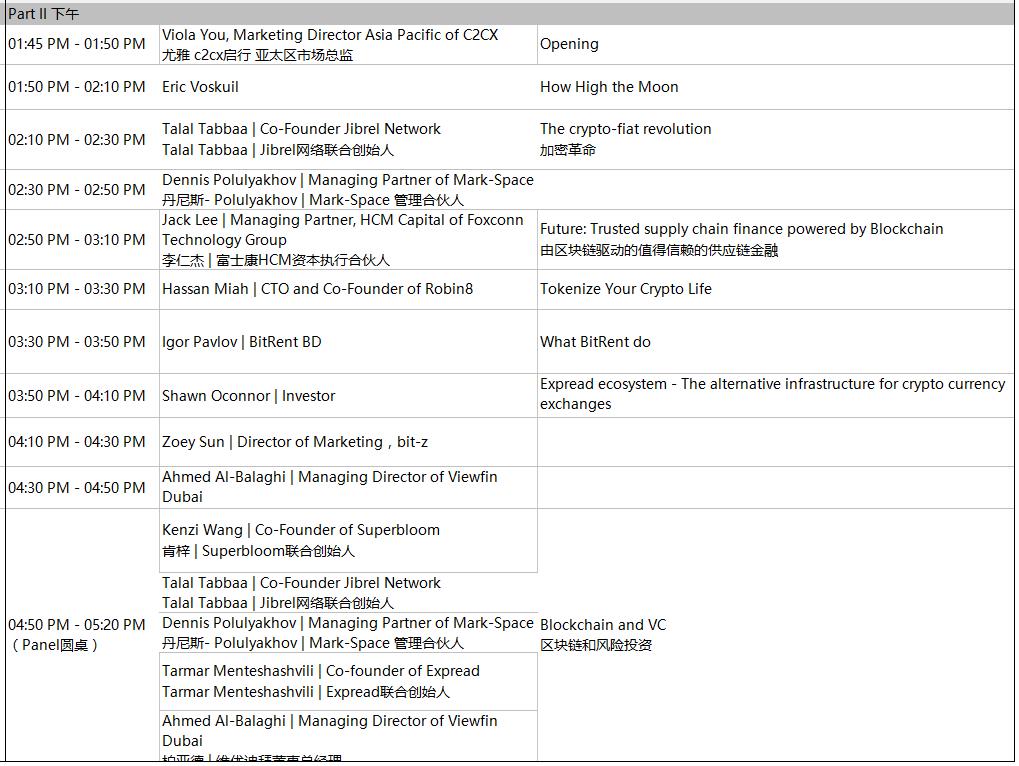 Part II 下午
01:45 PM - 01:50 PM
Viola You, Marketing Director Asia Pacific of C2CX
尤雅 c2cx启行 亚太区市场总监
Opening
01:50 PM - 02:10 PM
Eric Voskuil
How High the Moon
02:10 PM - 02:30 PM
Talal Tabbaa | Co-Founder Jibrel Network
Talal Tabbaa | Jibrel网络联合创始人
The crypto-fiat revolution
加密革命
02:30 PM - 02:50 PM
Dennis Polulyakhov | Managing Partner of Mark-Space
丹尼斯- Polulyakhov | Mark-Space 管理合伙人
02:50 PM - 03:10 PM
Jack Lee | Managing Partner, HCM Capital of Foxconn
Technology Group
李仁杰 | 富士康HCM资本执行合伙人
Future: Trusted supply chain finance powered by Blockchain
由区块链驱动的值得信赖的供应链金融
03:10 PM - 03:30 PM
Hassan Miah | CTO and Co-Founder of Robin8
Tokenize Your Crypto Life
03:30 PM - 03:50 PM
Igor Pavlov | BitRent BD
What BitRent do
03:50 PM - 04:10 PM
Shawn Oconnor | Investor
Expread ecosystem - The alternative infrastructure for crypto currency
exchanges
04:10 PM - 04:30 PM
Zoey Sun | Director of Marketing，bit-z
04:30 PM - 04:50 PM
Ahmed Al-Balaghi | Managing Director of Viewfin
Dubai
04:50 PM - 05:20 PM
（Panel圆桌）
Kenzi Wang | Co-Founder of Superbloom
肯梓 | Superbloom联合创始人
Talal Tabbaa | Co-Founder Jibrel Network
Talal Tabbaa | Jibrel网络联合创始人
Dennis Polulyakhov | Managing Partner of Mark-Space
丹尼斯- Polulyakhov | Mark-Space 管理合伙人
Tarmar Menteshashvili | Co-founder of Expread
Tarmar Menteshashvili | Expread联合创始人
Ahmed Al-Balaghi | Managing Director of Viewfin
Dubai
Blockchain and VC
区块链和风险投资